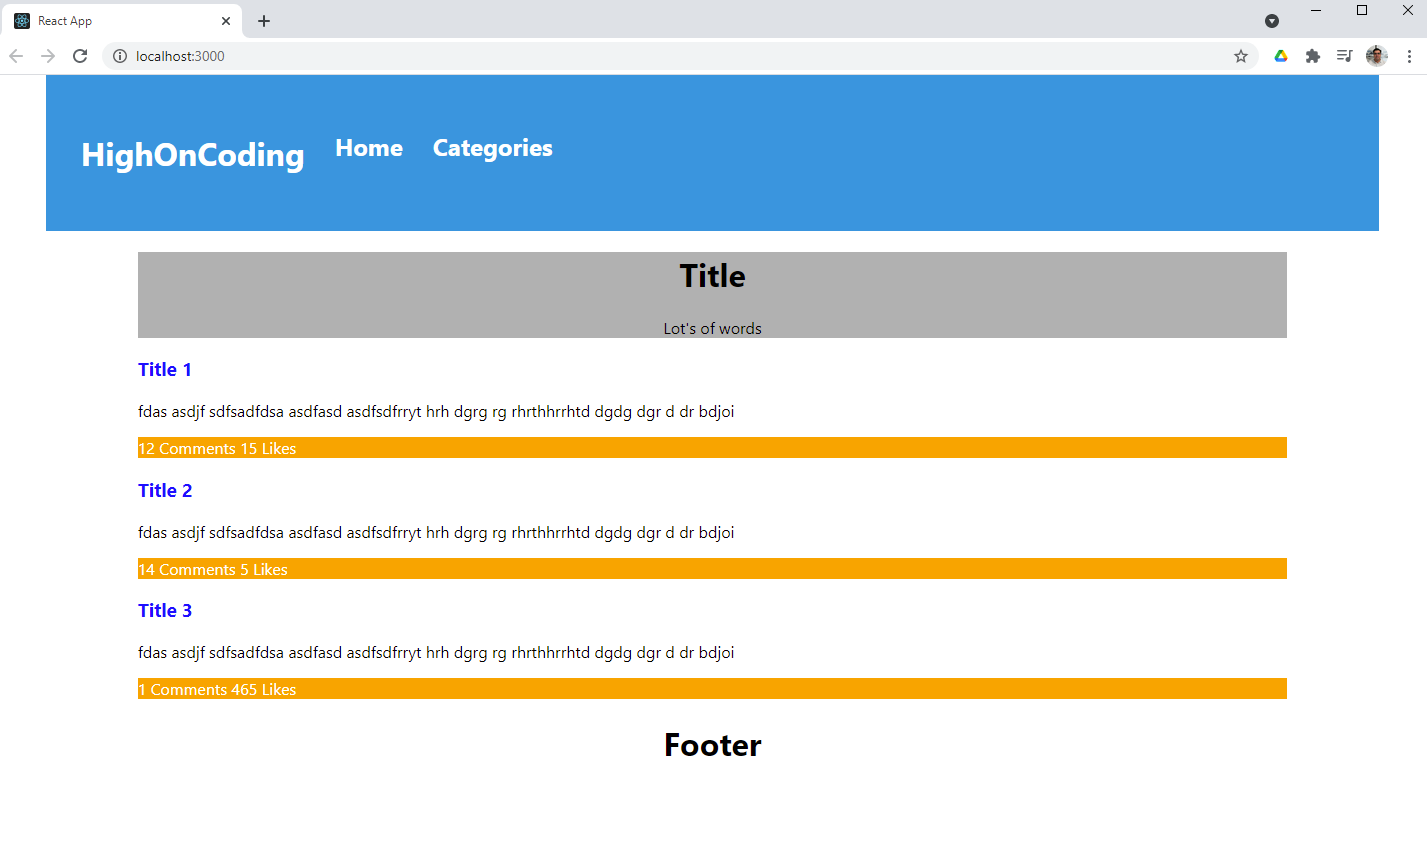 React App
localhost:3000
HighOnCoding Home Categories
Title
Lot's of words
Title 1
fdas asdjf sdfsadfdsa asdfasd asdfsdfrryt hrh dgrg rg rhrthhrrhtd dgdg dgr d dr bdjoi
12 Comments 15 Likes
Title 2
fdas asdjf sdfsadfdsa asdfasd asdfsdfrryt hrh dgrg rg rhrthhrrhtd dgdg dgr d dr bdjoi
14 Comments 5 Likes
Title 3
fdas asdjf sdfsadfdsa asdfasd asdfsdfrryt hrh dgrg rg rhrthhrrhtd dgdg dgr d dr bdjoi
1 Comments 465 Likes
Footer